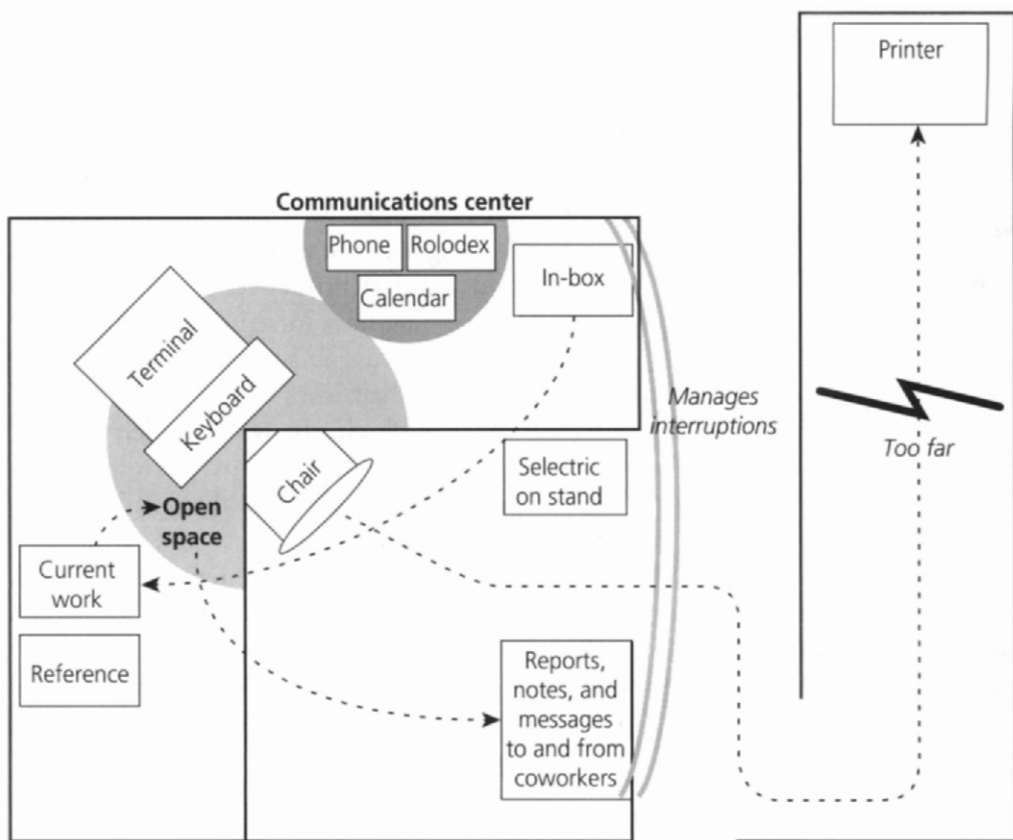 Printer
Communications center
Phone
Rolodex
Calendar
In-box
Terminal
Keyboard
Manages
interruptions
Too far
Chair
Selectric
on stand
Open
space
Current
work
Reference
Reports,
notes, and
messages
to and from
coworkers